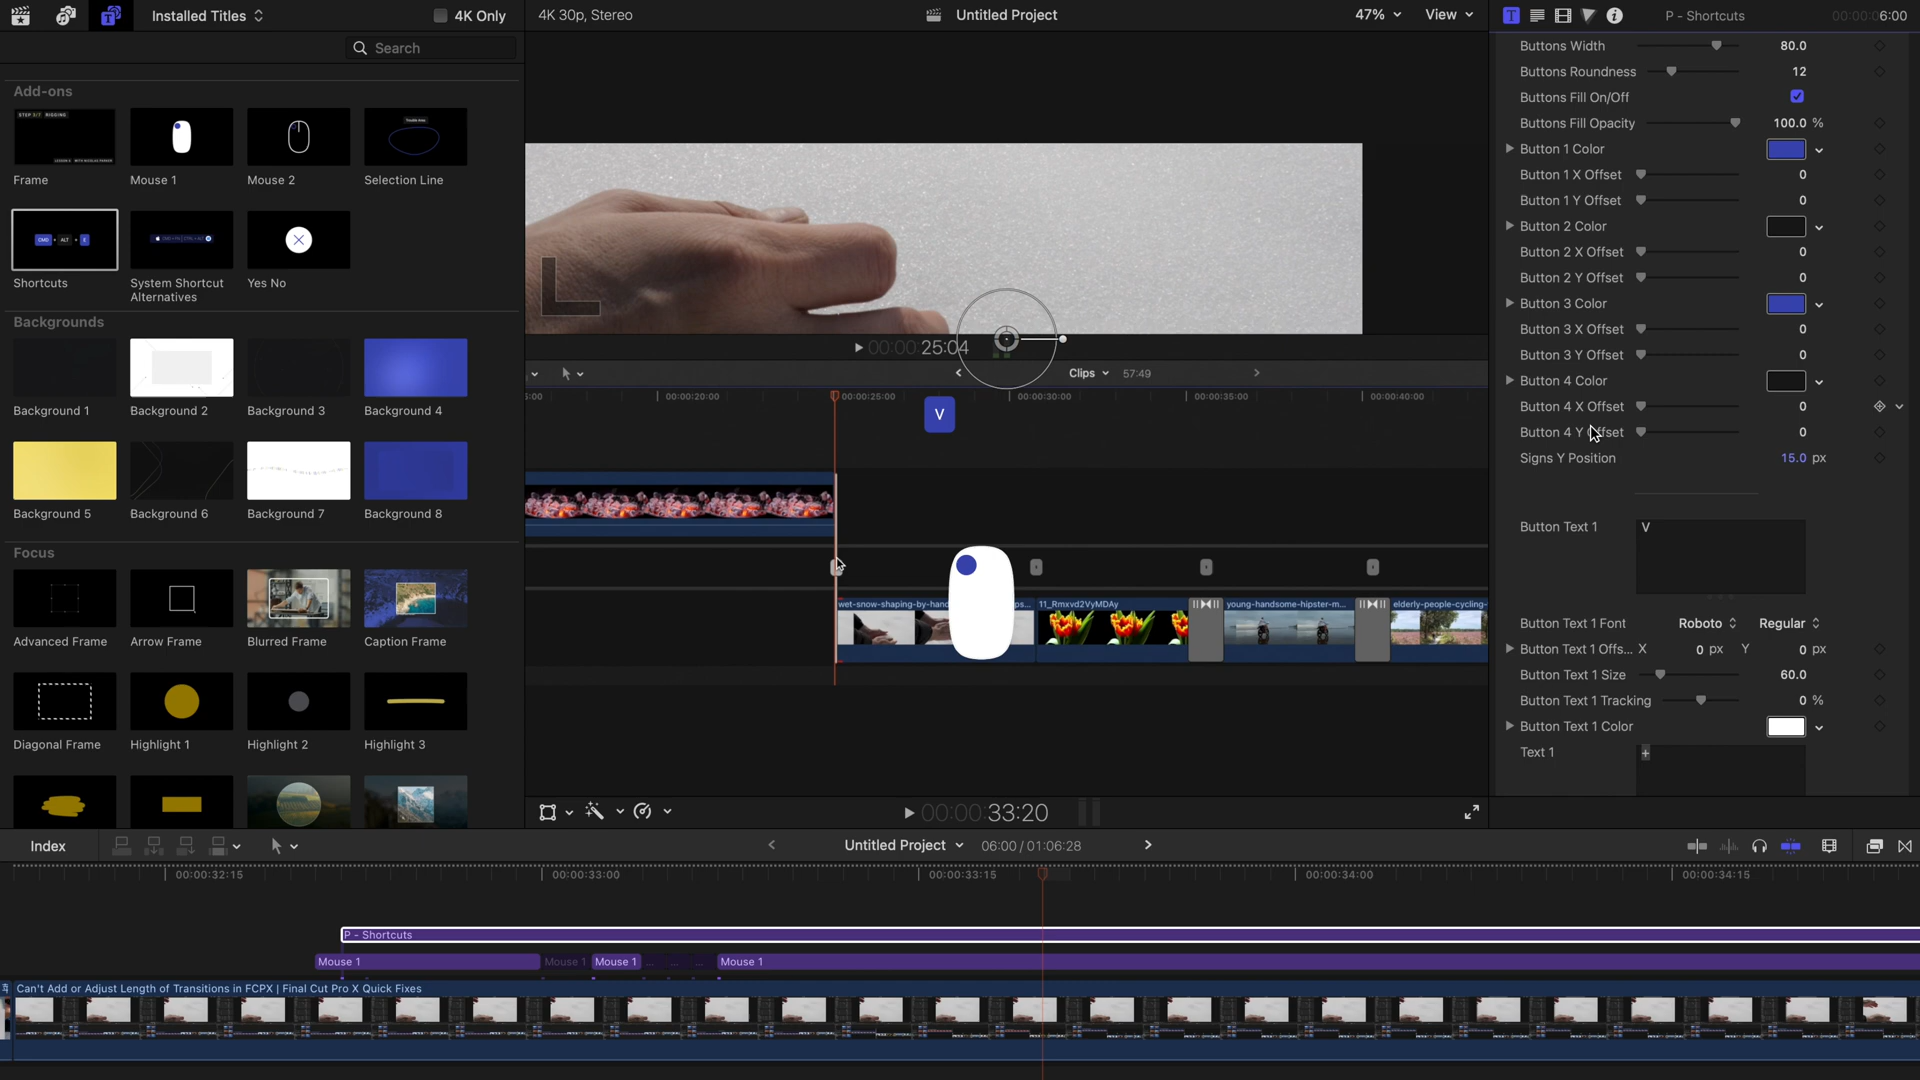 Installed Titles
4K Only
4K 30p, Stereo
Untitled Project
47%
View
P - Shortcuts
00:00:06:00
Search
Add-ons
Frame
Mouse 1
Mouse 2
Selection Line
Shortcuts
System Shortcut
Alternatives
Yes No
Backgrounds
Background 1
Background 2
Background 3
Background 4
Background 5
Background 6
Background 7
Background 8
Focus
Advanced Frame
Arrow Frame
Blurred Frame
Caption Frame
Diagonal Frame
Highlight 1
Highlight 2
Highlight 3
00:00:25:04
Clips
57:49
00:00:20:00
00:00:25:00
00:00:30:00
00:00:35:00
00:00:40:00
V
11_Rmxvd2VyMDAy
young-handsome-hipster-m...
elderly-people-cycling-
00:00:33:20
Buttons Width 80.0
Buttons Roundness 12
Buttons Fill On/Off
Buttons Fill Opacity 100.0 %
Button 1 Color
Button 1 X Offset 0
Button 1 Y Offset 0
Button 2 Color
Button 2 X Offset 0
Button 2 Y Offset 0
Button 3 Color
Button 3 X Offset 0
Button 3 Y Offset 0
Button 4 Color
Button 4 X Offset 0
Button 4 Y Offset 0
Signs Y Position 15.0 px
Button Text 1 V
Button Text 1 Font Roboto Regular
Button Text 1 Offs... X 0 px Y 0 px
Button Text 1 Size 60.0
Button Text 1 Tracking 0 %
Button Text 1 Color
Text 1 +
Index
Untitled Project
06:00 / 01:06:28
00:00:32:15
00:00:33:00
00:00:33:15
00:00:34:00
00:00:34:15
P - Shortcuts
Mouse 1
Mouse 1
Mouse 1
Mouse 1
Can't Add or Adjust Length of Transitions in FCPX | Final Cut Pro X Quick Fixes